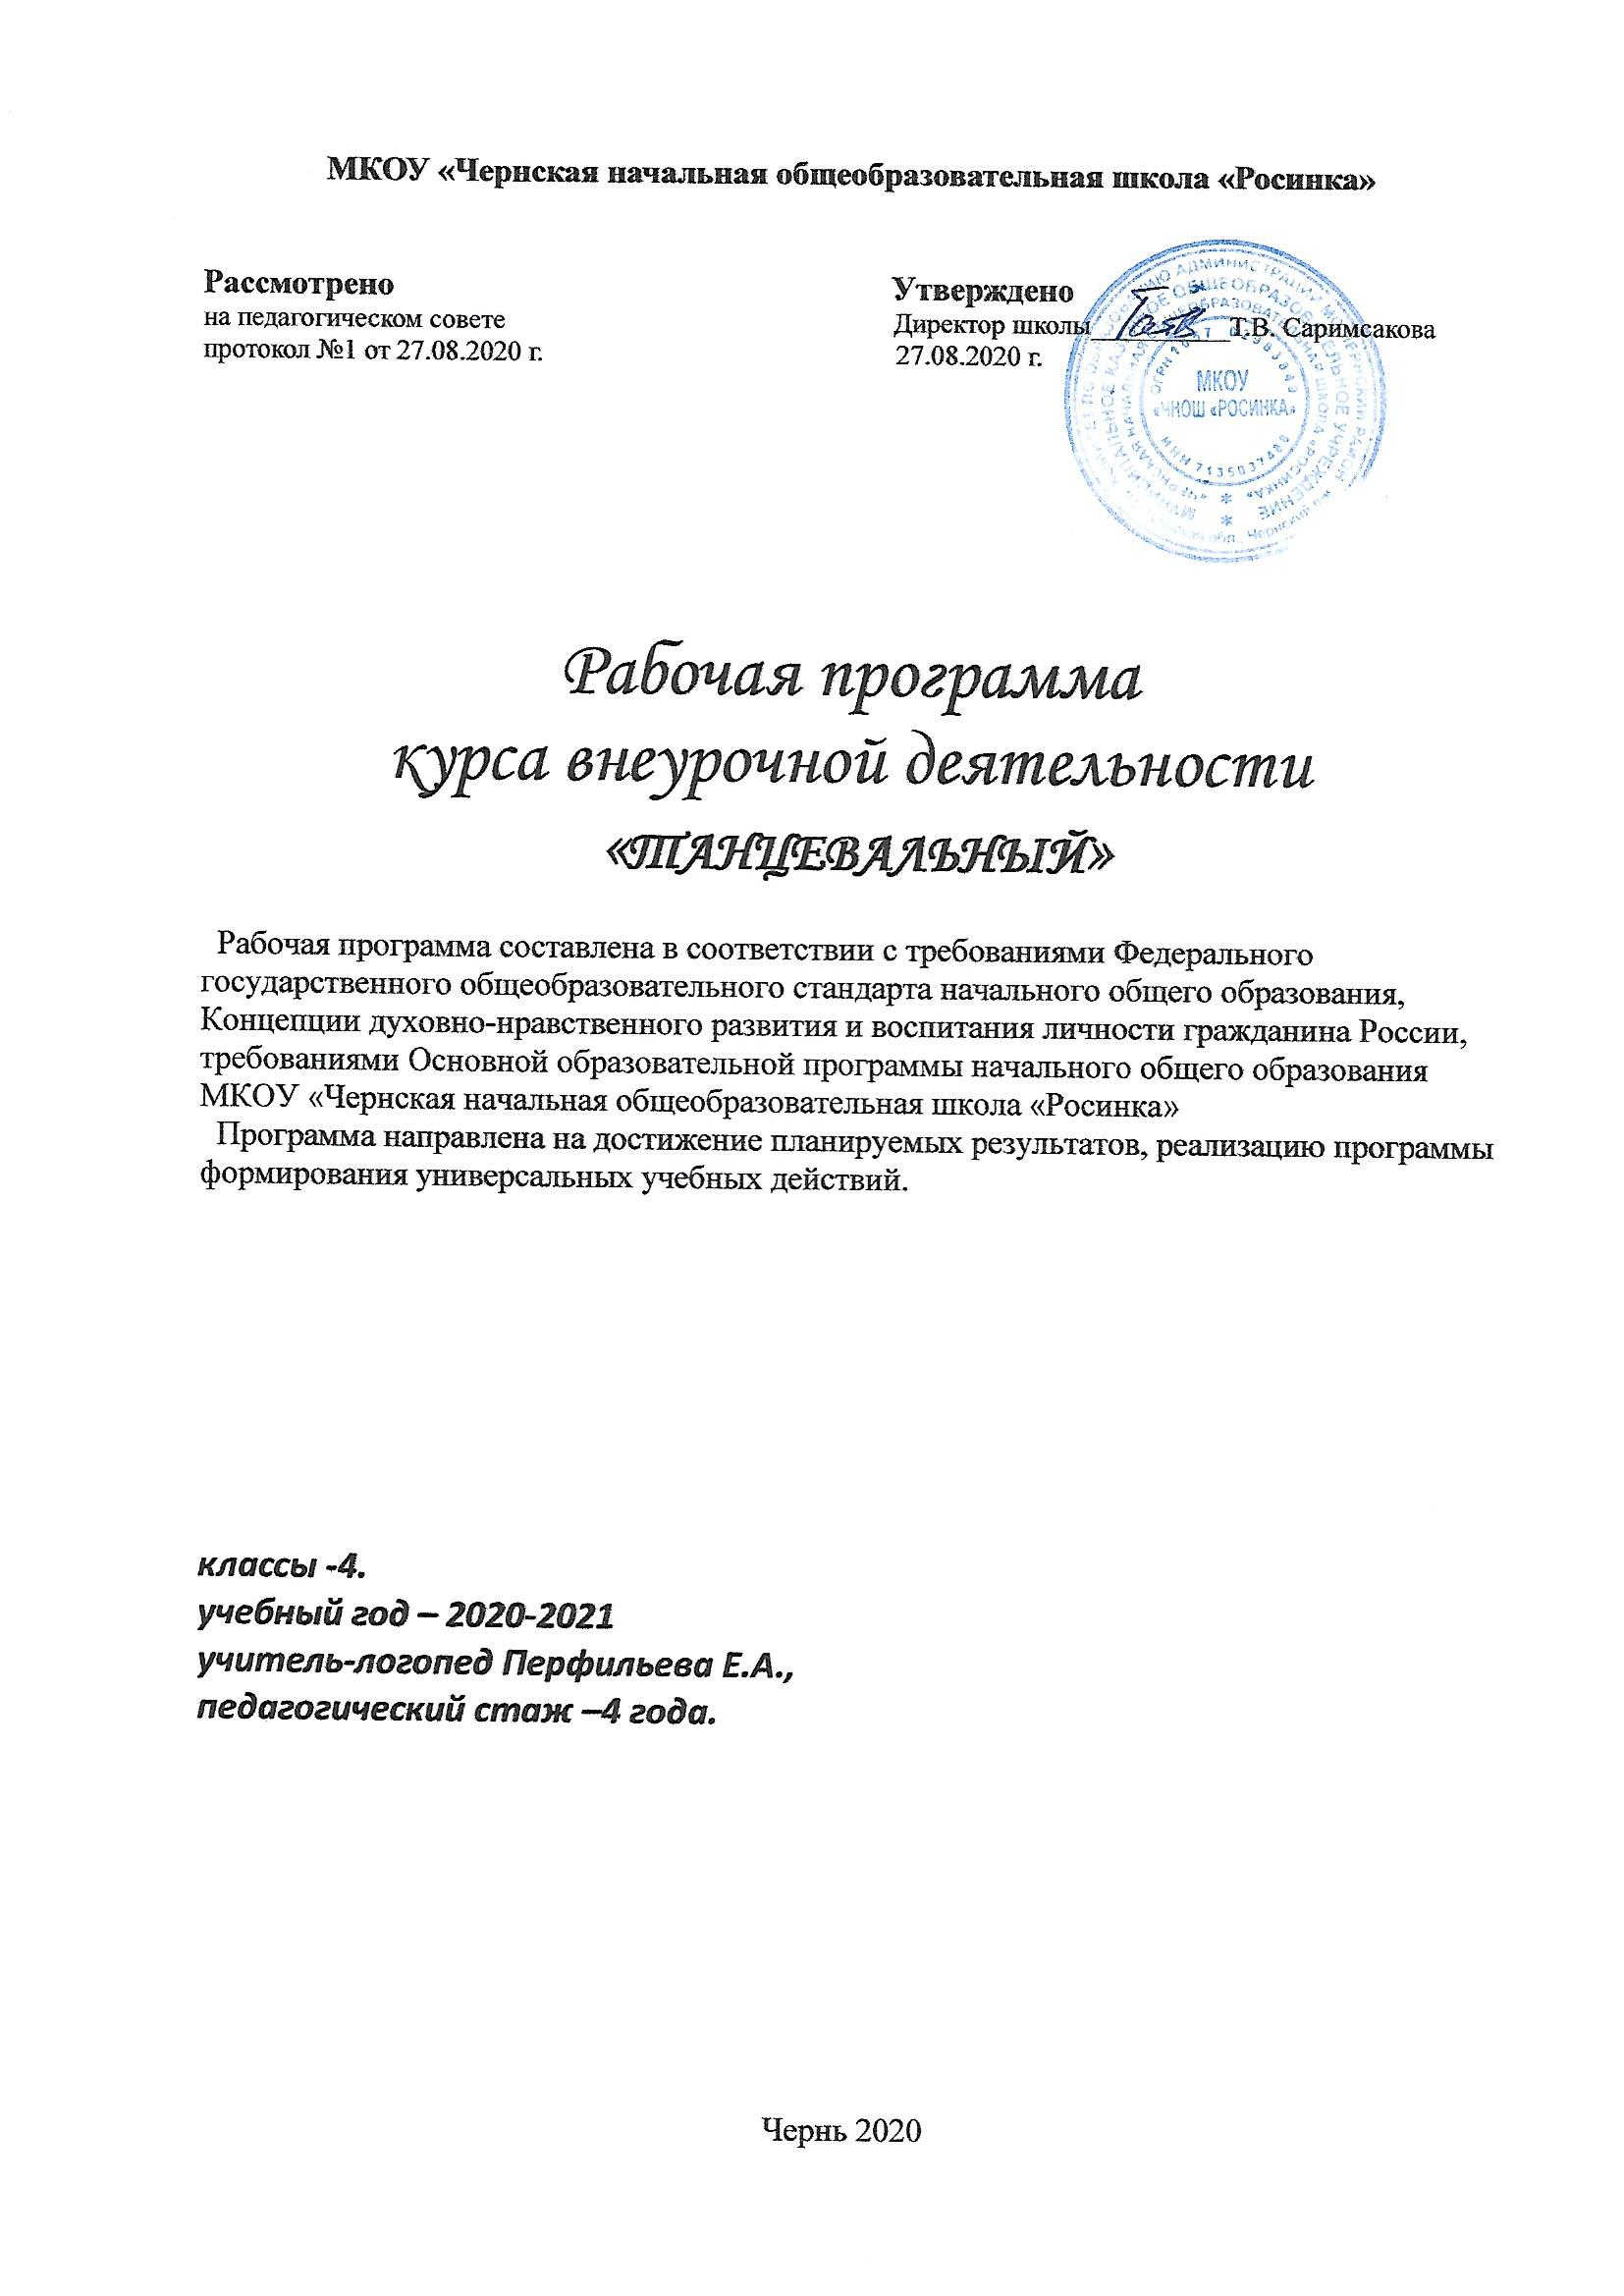 МКОУ «Чернская начальная общеобразовательная школа «Росинка»
Рассмотрено
на педагогическом совете
протокол №1 от 27.08.2020 г.
Утверждено
Директор школы__________Т.В. Саримсакова
27.08.2020 г.
МКОУ
«ЧНОШ «РОСИНКА»
ИНН 7135037480
Рабочая программа
курса внеурочной деятельности
«ТАНЦЕВАЛЬНЫЙ»
Рабочая программа составлена в соответствии с требованиями Федерального
государственного общеобразовательного стандарта начального общего образования,
Концепции духовно-нравственного развития и воспитания личности гражданина России,
требованиями Основной образовательной программы начального общего образования
МКОУ «Чернская начальная общеобразовательная школа «Росинка»
Программа направлена на достижение планируемых результатов, реализацию программы
формирования универсальных учебных действий.
классы -4.
учебный год – 2020-2021
учитель-логопед Перфильева Е.А.,
педагогический стаж –4 года.
Чернь 2020